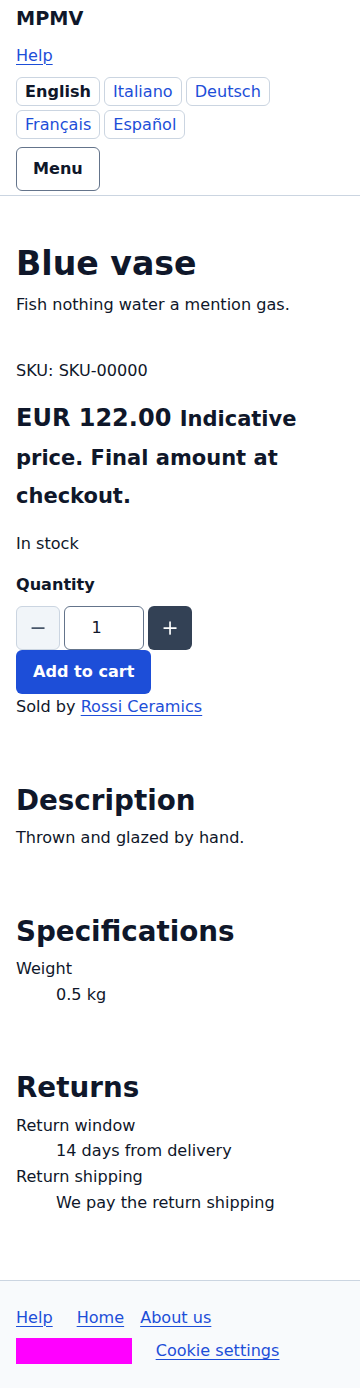 MPMV
Help
English Italiano Deutsch
Français Español
Menu
Blue vase
Fish nothing water a mention gas.
SKU: SKU-00000
EUR 122.00 Indicative
price. Final amount at
checkout.
In stock
Quantity
− 1 +
Add to cart
Sold by Rossi Ceramics
Description
Thrown and glazed by hand.
Specifications
Weight
0.5 kg
Returns
Return window
14 days from delivery
Return shipping
We pay the return shipping
Help Home About us
Cookie settings